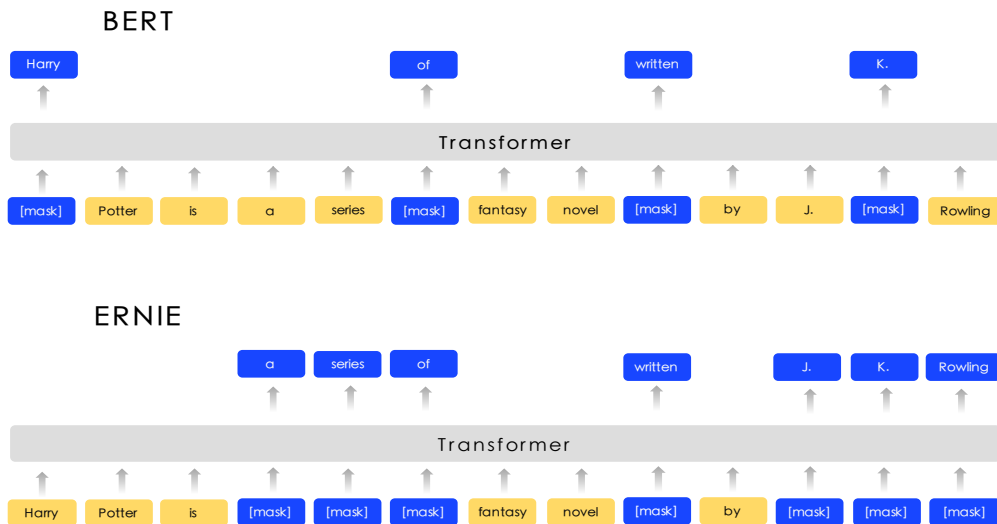 BERT
Harry of written K.
Transformer
[mask] Potter is a series [mask] fantasy novel [mask] by J. [mask] Rowling
ERNIE
a series of written J. K. Rowling
Transformer
Harry Potter is [mask] [mask] [mask] fantasy novel [mask] by [mask] [mask] [mask]